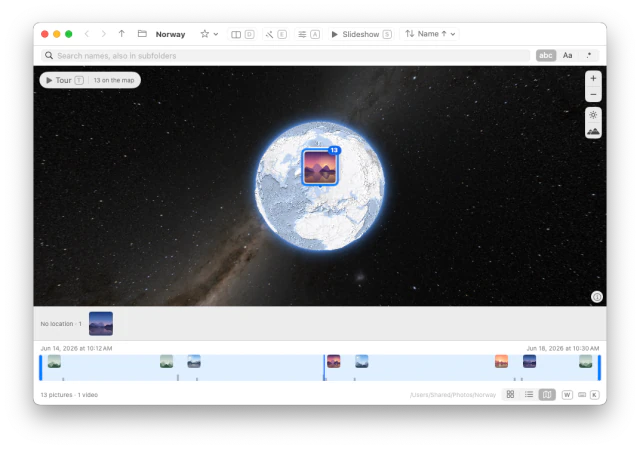 Norway
D
E
A
Slideshow S
Name ↑
Search names, also in subfolders
abc
Aa
.*
Tour T 13 on the map
+
−
13
No location · 1
Jun 14, 2026 at 10:12 AM
Jun 18, 2026 at 10:30 AM
13 pictures · 1 video
/Users/Shared/Photos/Norway
W
K